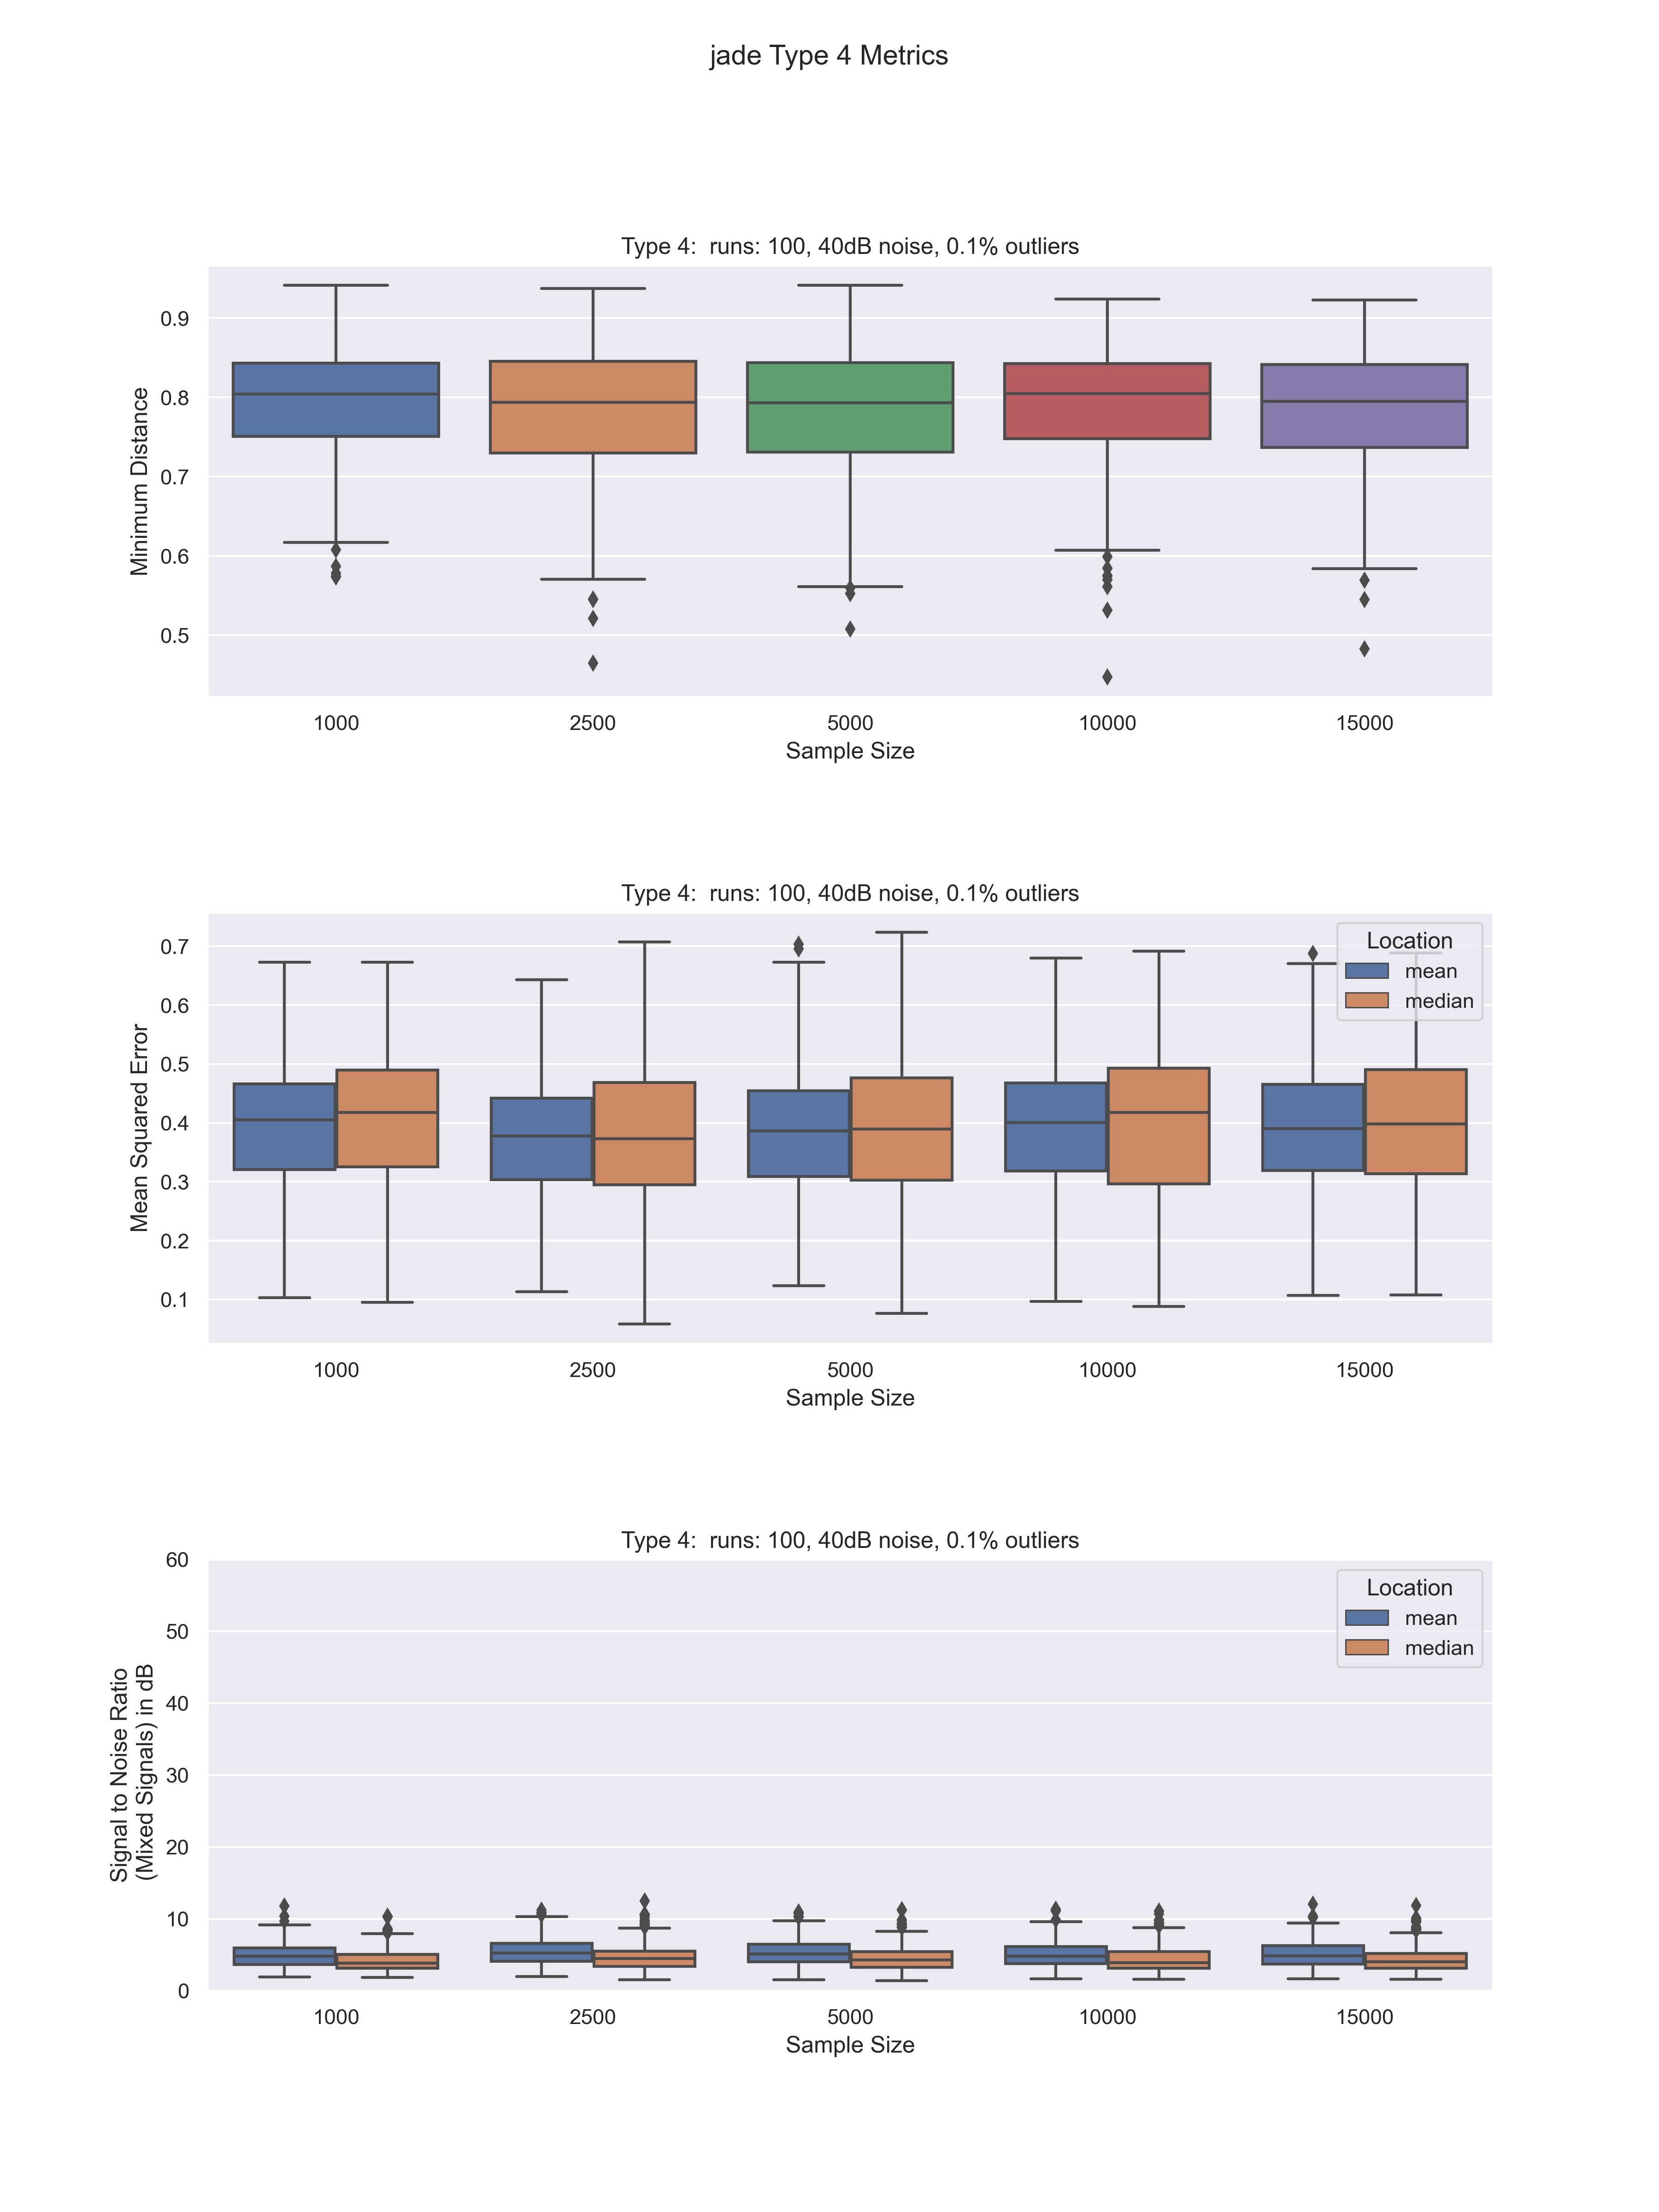 jade Type 4 Metrics
Type 4:  runs: 100, 40dB noise, 0.1% outliers
Minimum Distance
0.9
0.8
0.7
0.6
0.5
1000 2500 5000 10000 15000
Sample Size
Type 4:  runs: 100, 40dB noise, 0.1% outliers
Mean Squared Error
0.7
0.6
0.5
0.4
0.3
0.2
0.1
Location
mean
median
1000 2500 5000 10000 15000
Sample Size
Type 4:  runs: 100, 40dB noise, 0.1% outliers
Signal to Noise Ratio
(Mixed Signals) in dB
60
50
40
30
20
10
0
Location
mean
median
1000 2500 5000 10000 15000
Sample Size